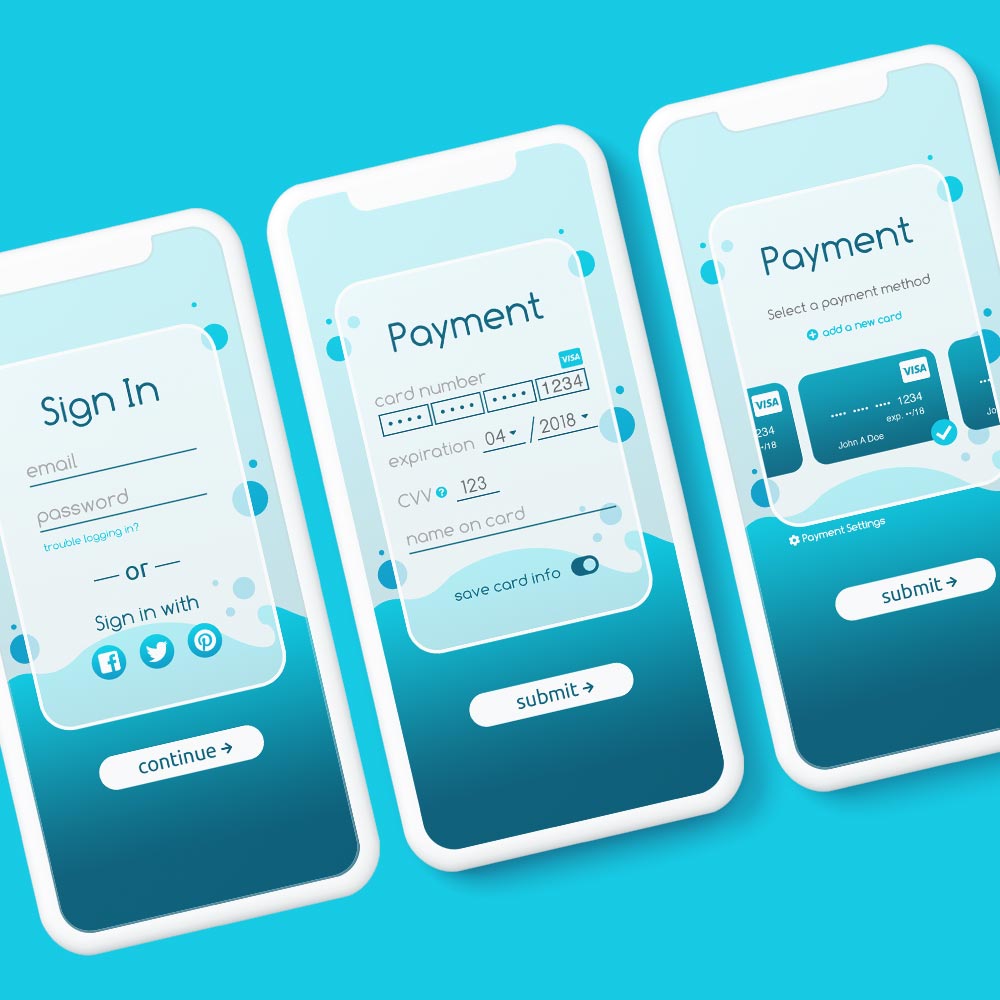 Sign In
email
password
trouble logging in?
or
Sign in with
continue →
Payment
VISA
card number
•••• •••• •••• 1234
expiration 04 / 2018
CVV ? 123
name on card
save card info
submit →
Payment
Select a payment method
+ add a new card
VISA
234
••/18
VISA
•••• •••• •••• 1234
exp. ••/18
John A Doe
Jo
Payment Settings
submit →